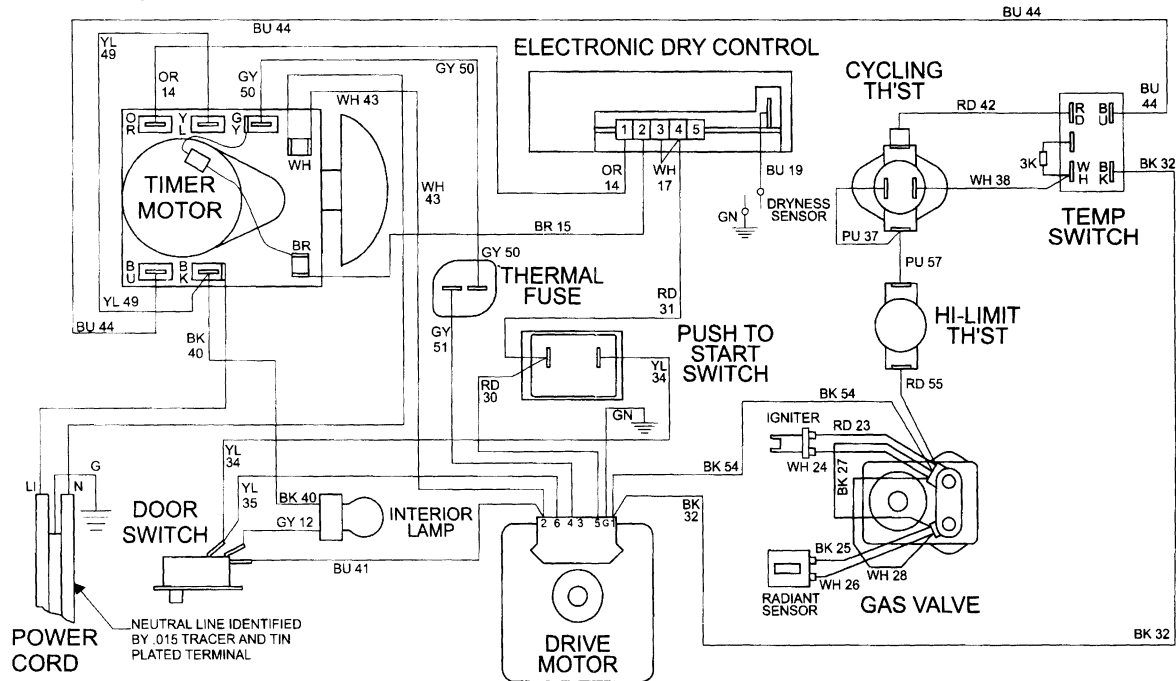 BU 44
BU 44
YL
49
OR
14
GY
50
GY 50
ELECTRONIC DRY CONTROL
CYCLING
TH'ST
RD 42
BU
44
WH 43
OR
YL
GY
WH
1 2 3 4 5
RD
BU
3K
WH
BK
BK 32
TIMER
MOTOR
WH
43
OR
14
WH
17
BU 19
DRYNESS
SENSOR
GN
WH 38
TEMP
SWITCH
BR 15
PU 37
BR
GY 50
THERMAL
FUSE
PU 57
BU
BK
YL 49
BU 44
BK
40
GY
51
RD
31
PUSH TO
START
SWITCH
HI-LIMIT
TH'ST
RD
30
YL
34
RD 55
GN
BK 54
IGNITER
RD 23
WH 24
BK 27
BK 54
G
LI
N
YL
34
YL
35
BK 40
GY 12
INTERIOR
LAMP
BK
32
DOOR
SWITCH
2 6 4 3 5 G 1
BU 41
BK 25
WH 26
WH 28
RADIANT
SENSOR
GAS VALVE
NEUTRAL LINE IDENTIFIED
BY .015 TRACER AND TIN
PLATED TERMINAL
POWER
CORD
DRIVE
MOTOR
BK 32